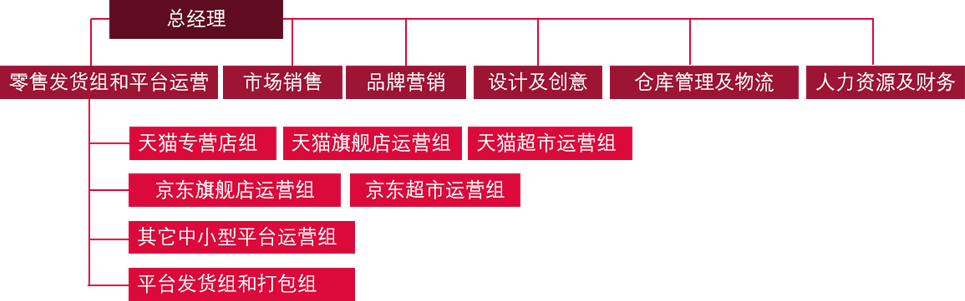 总经理
零售发货组和平台运营 市场销售 品牌营销 设计及创意 仓库管理及物流 人力资源及财务
天猫专营店组 天猫旗舰店运营组 天猫超市运营组
京东旗舰店运营组 京东超市运营组
其它中小型平台运营组
平台发货组和打包组